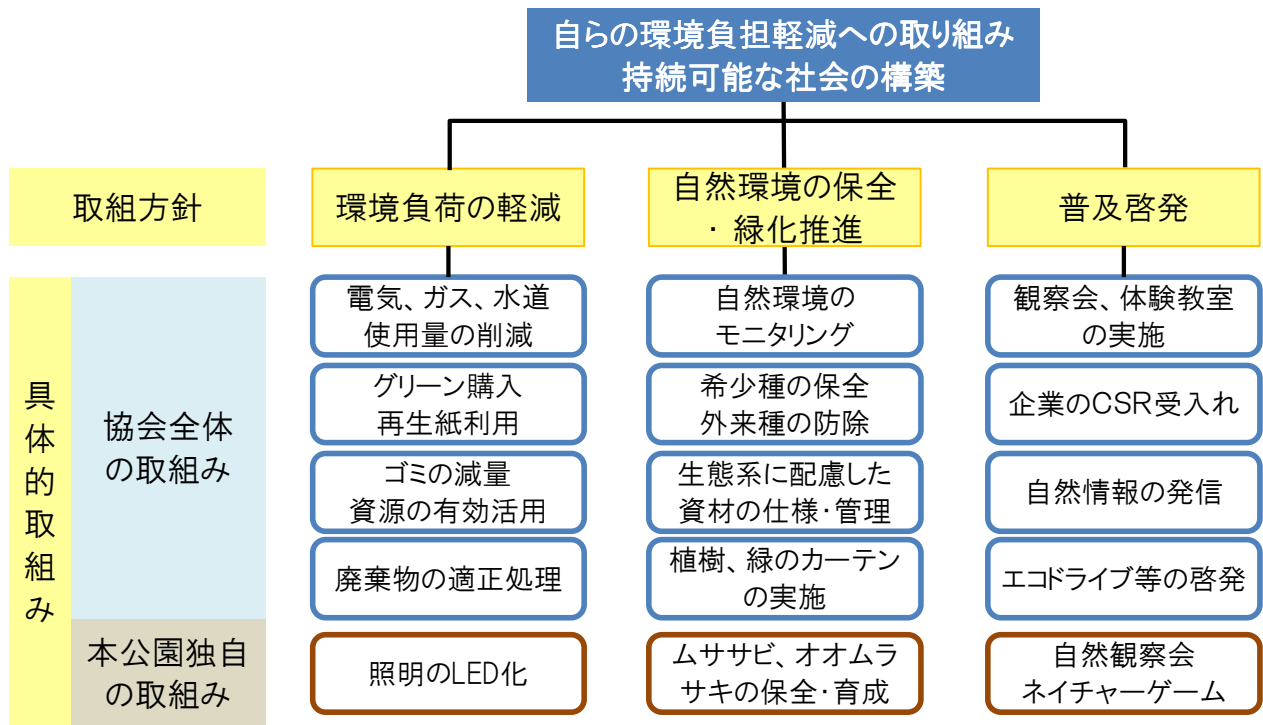 自らの環境負担軽減への取り組み
持続可能な社会の構築
取組方針
環境負荷の軽減
自然環境の保全
・緑化推進
普及啓発
具体的取組み
協会全体
の取組み
電気、ガス、水道
使用量の削減
自然環境の
モニタリング
観察会、体験教室
の実施
グリーン購入
再生紙利用
希少種の保全
外来種の防除
企業のCSR受入れ
ゴミの減量
資源の有効活用
生態系に配慮した
資材の仕様・管理
自然情報の発信
廃棄物の適正処理
植樹、緑のカーテン
の実施
エコドライブ等の啓発
本公園独自
の取組み
照明のLED化
ムササビ、オオムラ
サキの保全・育成
自然観察会
ネイチャーゲーム